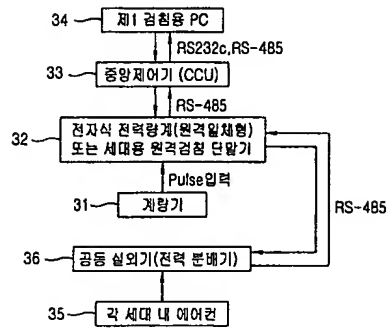 34
제1 검침용 PC
RS232c,RS-485
33
중앙제어기 (CCU)
RS-485
32
전자식 전력량계(원격일체형)
또는 세대용 원격검침 단말기
Pulse입력
RS-485
31
계량기
36
공동 실외기(전력 분배기)
35
각 세대 내 에어컨